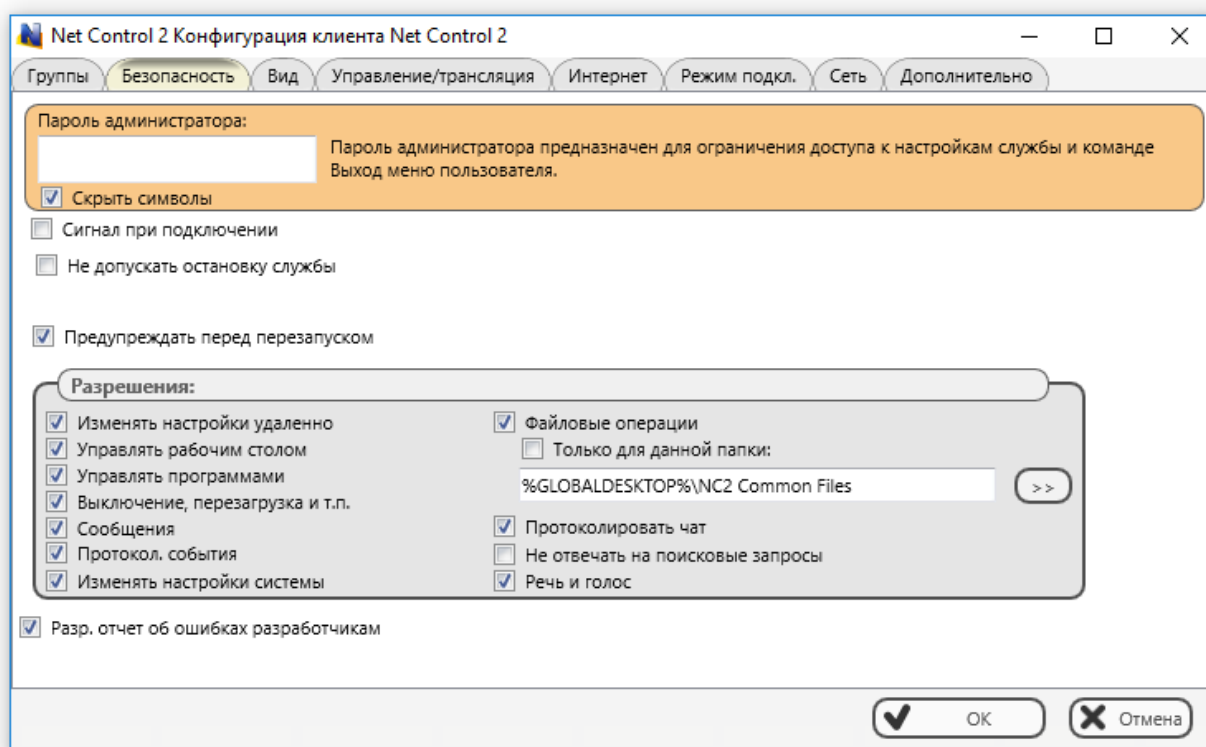 Net Control 2 Конфигурация клиента Net Control 2
Группы Безопасность Вид Управление/трансляция Интернет Режим подкл. Сеть Дополнительно
Пароль администратора:
Пароль администратора предназначен для ограничения доступа к настройкам службы и команде
Выход меню пользователя.
Скрыть символы
Сигнал при подключении
Не допускать остановку службы
Предупреждать перед перезапуском
Разрешения:
Изменять настройки удаленно
Управлять рабочим столом
Управлять программами
Выключение, перезагрузка и т.п.
Сообщения
Протокол. события
Изменять настройки системы
Файловые операции
Только для данной папки:
%GLOBALDESKTOP%\NC2 Common Files
>>
Протоколировать чат
Не отвечать на поисковые запросы
Речь и голос
Разр. отчет об ошибках разработчикам
OK
Отмена